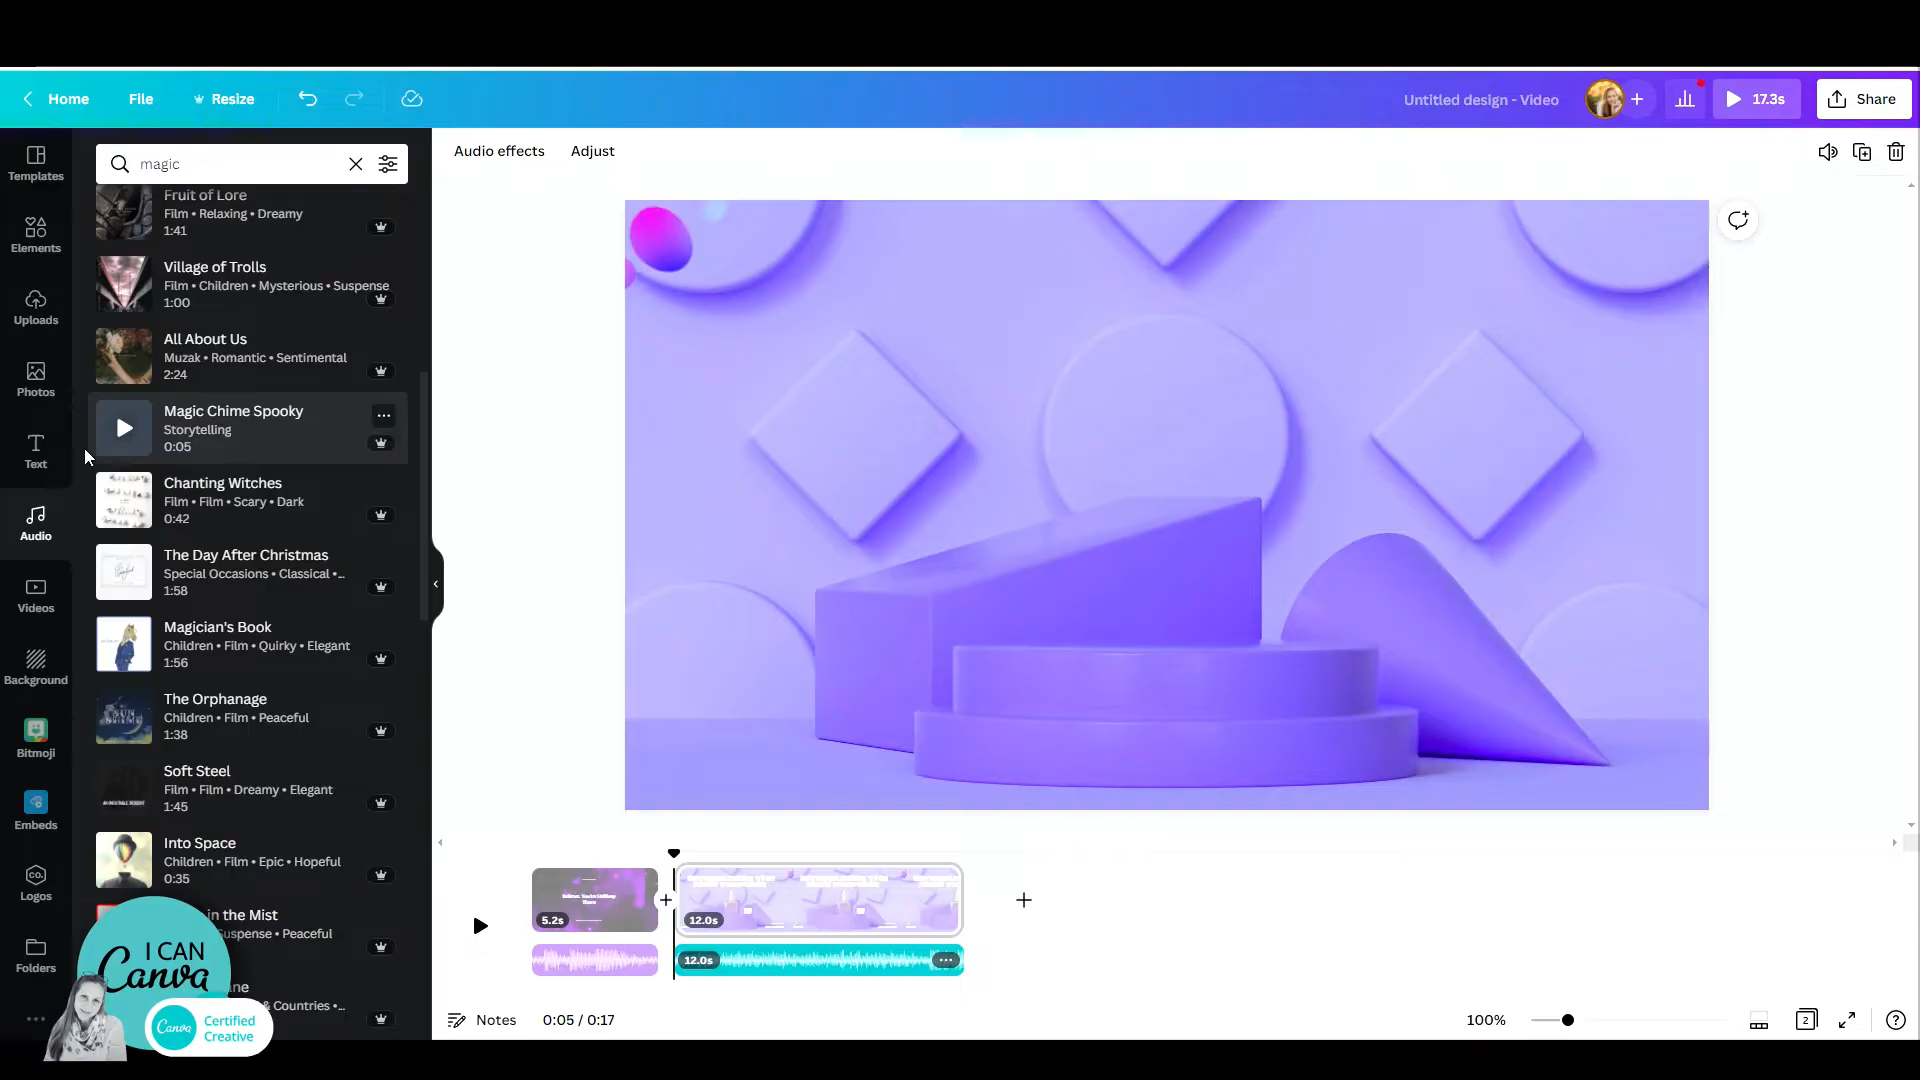 Home File Resize
Untitled design - Video
17.3s
Share
Templates
Elements
Uploads
Photos
Text
Audio
Videos
Background
Bitmoji
Embeds
co.
Logos
Folders
magic
Fruit of Lore
Film • Relaxing • Dreamy
1:41
Village of Trolls
Film • Children • Mysterious • Suspense
1:00
All About Us
Muzak • Romantic • Sentimental
2:24
Magic Chime Spooky
Storytelling
0:05
Chanting Witches
Film • Film • Scary • Dark
0:42
The Day After Christmas
Special Occasions • Classical •...
1:58
Magician's Book
Children • Film • Quirky • Elegant
1:56
The Orphanage
Children • Film • Peaceful
1:38
Soft Steel
Film • Film • Dreamy • Elegant
1:45
Into Space
Children • Film • Epic • Hopeful
0:35
in the Mist
uspense • Peaceful
ane
& Countries •...
I CAN
Canva
Canva
Certified
Creative
Audio effects Adjust
5.2s
12.0s
12.0s
Notes 0:05 / 0:17
100%
2